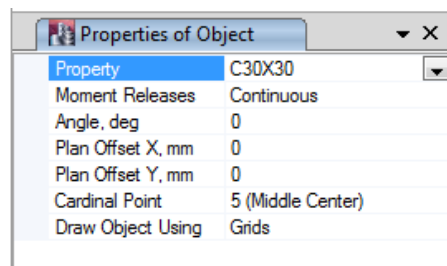 Properties of Object
Property C30X30
Moment Releases Continuous
Angle, deg 0
Plan Offset X, mm 0
Plan Offset Y, mm 0
Cardinal Point 5 (Middle Center)
Draw Object Using Grids